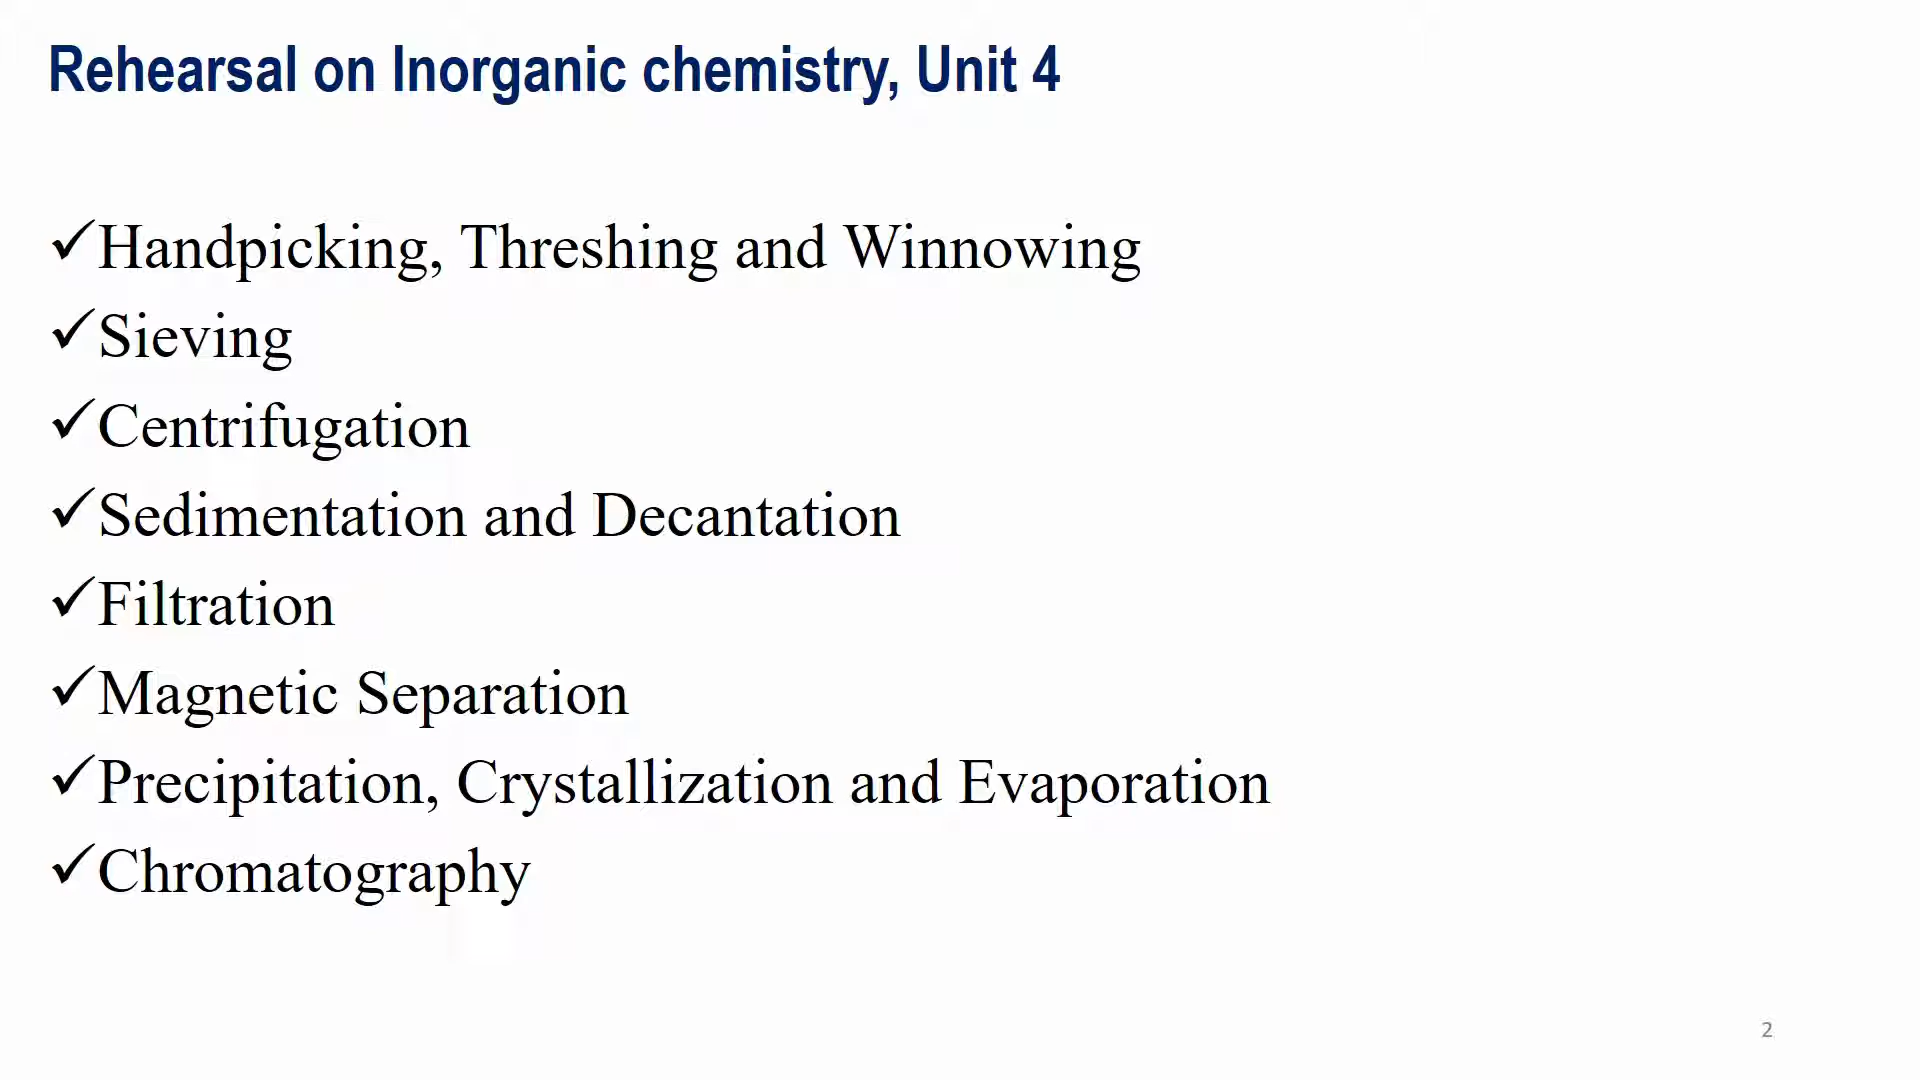 Rehearsal on Inorganic chemistry, Unit 4
✓Handpicking, Threshing and Winnowing
✓Sieving
✓Centrifugation
✓Sedimentation and Decantation
✓Filtration
✓Magnetic Separation
✓Precipitation, Crystallization and Evaporation
✓Chromatography
2